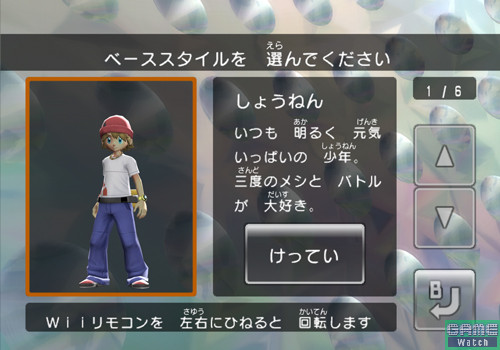 ベーススタイルを 選んでください
1/6
しょうねん
いつも 明るく 元気
いっぱいの 少年。
三度のメシと バトル
が 大好き。
けってい
B
Wiiリモコンを 左右にひねると 回転します
GAME
Watch